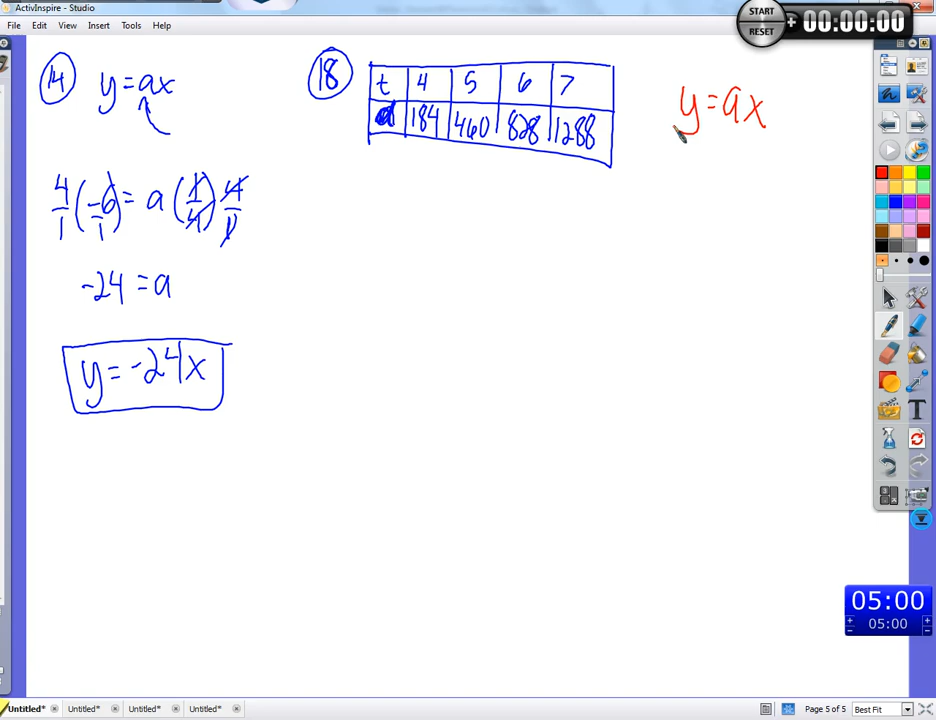 ActivInspire - Studio
START
RESET
00:00:00
File Edit View Insert Tools Help
14 y=ax
4/1(-6/1)=a(1/4)4/1
-24=a
y=-24x
18
t 4 5 6 7
d 184 460 828 1288
y=ax
05:00
05:00
Untitled* Untitled* Untitled* Untitled*
Page 5 of 5
Best Fit